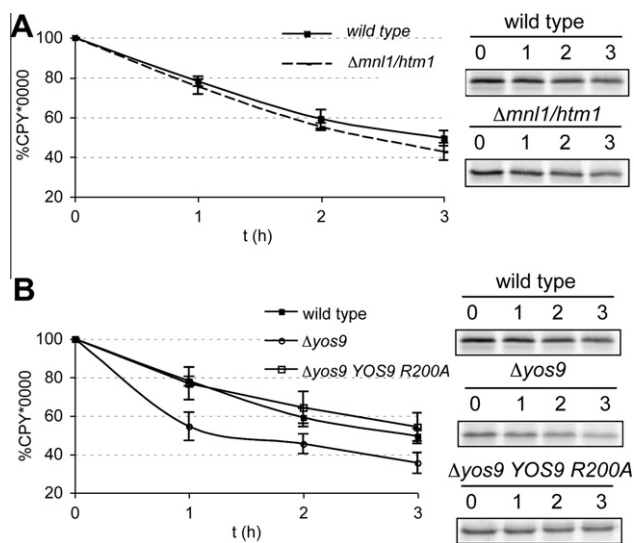 A
100
80
60
40
20
%CPY*0000
0
1
2
3
t (h)
wild type
Δmnl1/htm1
wild type
0 1 2 3
Δmnl1/htm1
0 1 2 3
B
100
80
60
40
20
%CPY*0000
0
1
2
3
t (h)
wild type
Δyos9
Δyos9 YOS9 R200A
wild type
0 1 2 3
Δyos9
0 1 2 3
Δyos9 YOS9 R200A
0 1 2 3